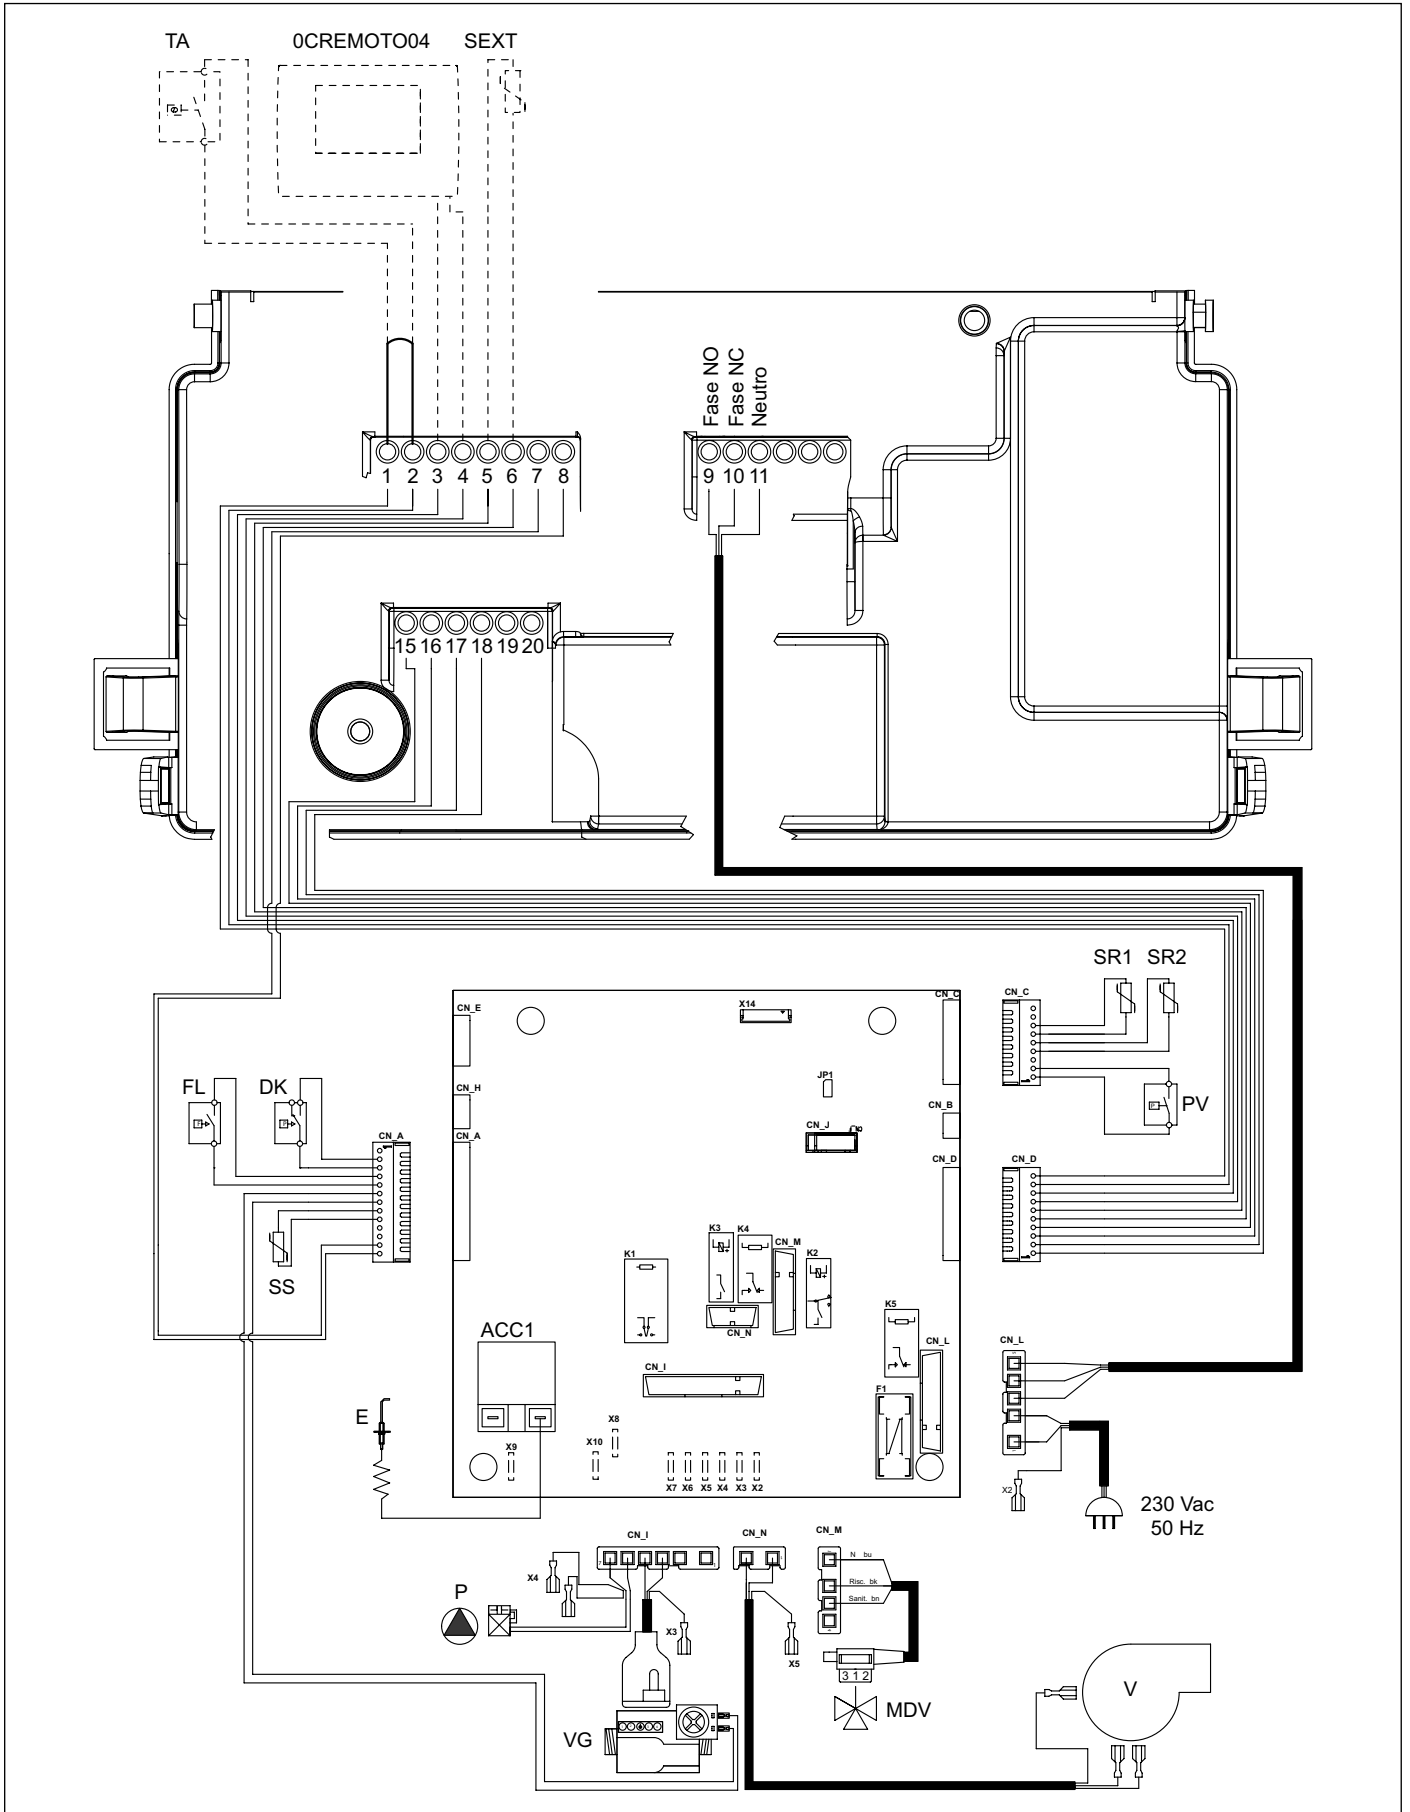 TA 0CREMOTO04 SEXT
Fase NO
Fase NC
Neutro
1 2 3 4 5 6 7 8
9 10 11
15 16 17 18 19 20
SR1 SR2
CN_E
X14
CN_C
CN_C
JP1
FL DK
CN_H
CN_B
PV
CN_A
CN_A
CN_J
CN_D
CN_D
K3 K4
CN_M
K1
K2
SS
CN_N
K5
ACC1
CN_L
CN_L
CN_I
F1
E
X8
X9
X10
X7 X6 X5 X4 X3 X2
X2
230 Vac
50 Hz
CN_I
CN_N
CN_M
N bu
X4
Risc. bk
P
Sanit. bn
X3
X5
3 1 2
V
MDV
VG